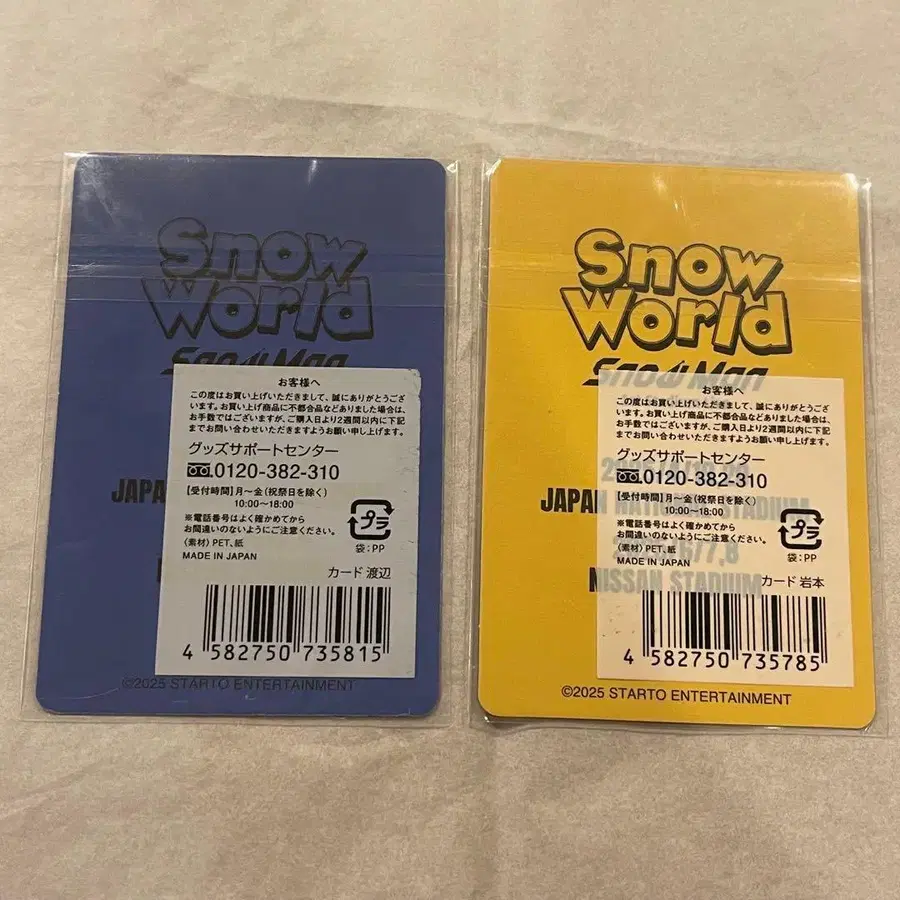 Snow
World
Snow Man
お客様へ
この度はお買い上げいただきまして、誠にありがとうござ
います。お買い上げ商品に不都合品などありました場合は、
お手数ではございますが、ご購入日より2週間以内に下記
までお問い合わせいただきますようお願い申し上げます。
グッズサポートセンター
0120-382-310
【受付時間】月〜金(祝祭日を除く)
10:00〜18:00
※電話番号はよく確かめてから
お間違いのないようにご注意ください。
〈素材〉PET、紙
MADE IN JAPAN
プラ
袋:PP
カード 渡辺
4 582750 735815
JAPAN
©2025 STARTO ENTERTAINMENT
Snow
World
Snow Man
お客様へ
この度はお買い上げいただきまして、誠にありがとうござ
います。お買い上げ商品に不都合品などありました場合は、
お手数ではございますが、ご購入日より2週間以内に下記
までお問い合わせいただきますようお願い申し上げます。
グッズサポートセンター
0120-382-310
【受付時間】月〜金(祝祭日を除く)
10:00〜18:00
※電話番号はよく確かめてから
お間違いのないようにご注意ください。
〈素材〉PET、紙
MADE IN JAPAN
プラ
袋:PP
カード 岩本
4 582750 735785
JAPAN NATIONAL STADIUM
NISSAN STADIUM
©2025 STARTO ENTERTAINMENT